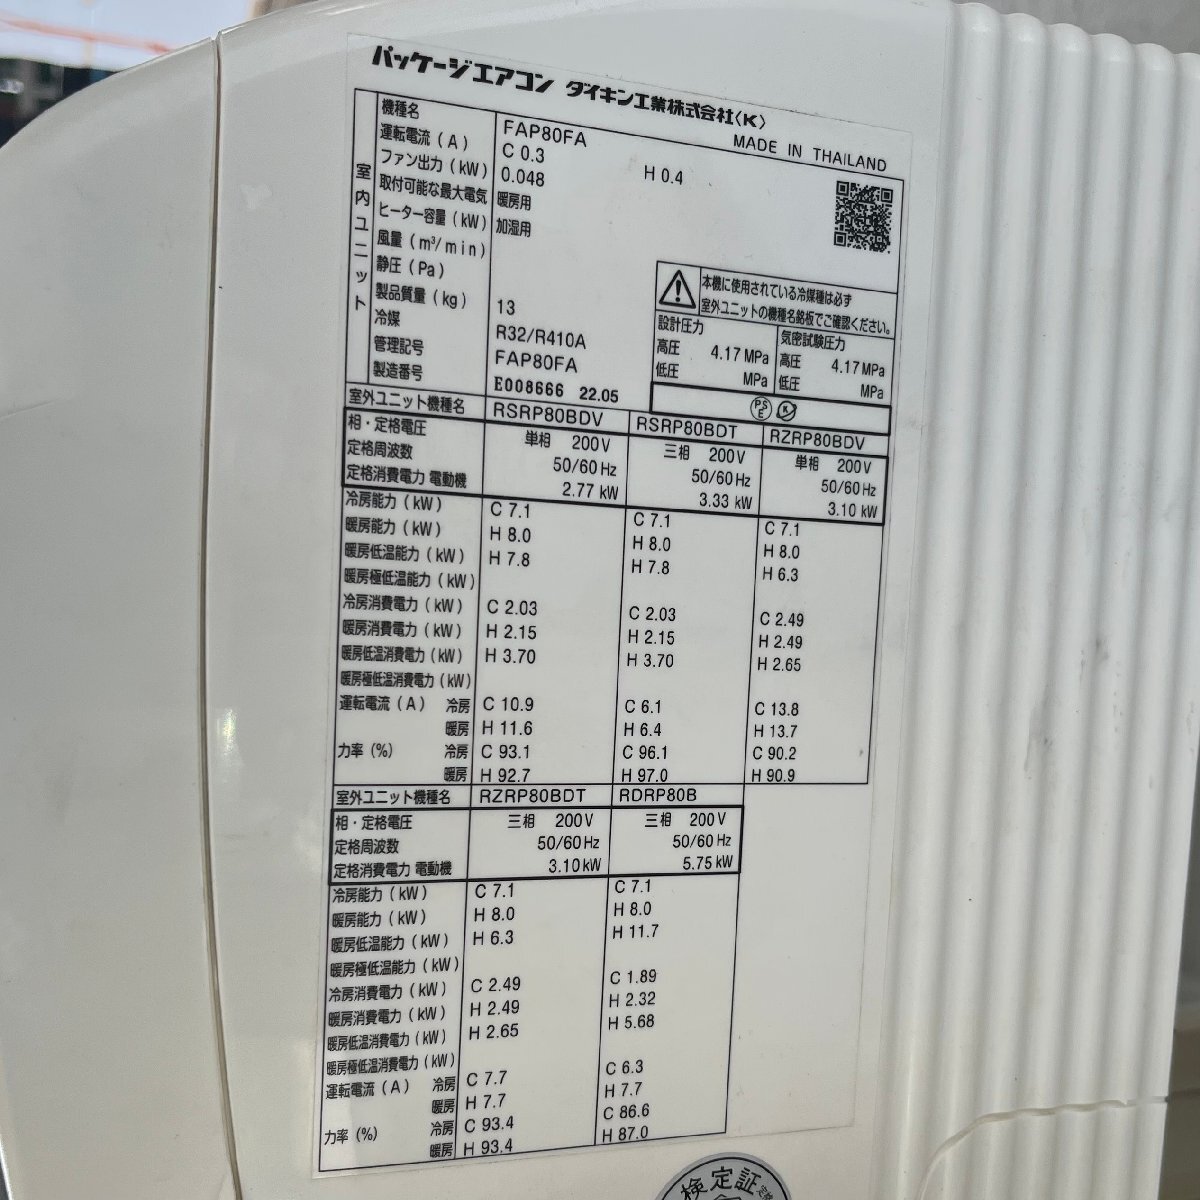 パッケージエアコン ダイキン工業株式会社〈K〉
MADE IN THAILAND
室内ユニット
機種名 FAP80FA
運転電流 (A) C 0.3 H 0.4
ファン出力 (kW) 0.048
取付可能な最大電気 暖房用
ヒーター容量 (kW) 加湿用
風量 (m³/min)
静圧 (Pa)
製品質量 (kg) 13
冷媒 R32/R410A
管理記号 FAP80FA
製造番号 E008666 22.05
本機に使用されている冷媒種は必ず
室外ユニットの機種名銘板でご確認ください。
設計圧力 気密試験圧力
高圧 4.17 MPa 高圧 4.17 MPa
低圧 MPa 低圧 MPa
PS E
室外ユニット機種名 RSRP80BDV RSRP80BDT RZRP80BDV
相・定格電圧 単相 200V 三相 200V 単相 200V
定格周波数 50/60Hz 50/60Hz 50/60Hz
定格消費電力 電動機 2.77 kW 3.33 kW 3.10 kW
冷房能力 (kW) C 7.1 C 7.1 C 7.1
暖房能力 (kW) H 8.0 H 8.0 H 8.0
暖房低温能力 (kW) H 7.8 H 7.8 H 6.3
暖房極低温能力 (kW)
冷房消費電力 (kW) C 2.03 C 2.03 C 2.49
暖房消費電力 (kW) H 2.15 H 2.15 H 2.49
暖房低温消費電力 (kW) H 3.70 H 3.70 H 2.65
暖房極低温消費電力 (kW)
運転電流 (A) 冷房 C 10.9 C 6.1 C 13.8
暖房 H 11.6 H 6.4 H 13.7
力率 (%) 冷房 C 93.1 C 96.1 C 90.2
暖房 H 92.7 H 97.0 H 90.9
室外ユニット機種名 RZRP80BDT RDRP80B
相・定格電圧 三相 200V 三相 200V
定格周波数 50/60Hz 50/60Hz
定格消費電力 電動機 3.10kW 5.75 kW
冷房能力 (kW) C 7.1 C 7.1
暖房能力 (kW) H 8.0 H 8.0
暖房低温能力 (kW) H 6.3 H 11.7
暖房極低温能力 (kW)
冷房消費電力 (kW) C 2.49 C 1.89
暖房消費電力 (kW) H 2.49 H 2.32
暖房低温消費電力 (kW) H 2.65 H 5.68
暖房極低温消費電力 (kW)
運転電流 (A) 冷房 C 7.7 C 6.3
暖房 H 7.7 H 7.7
力率 (%) 冷房 C 93.4 C 86.6
暖房 H 93.4 H 87.0
検定証